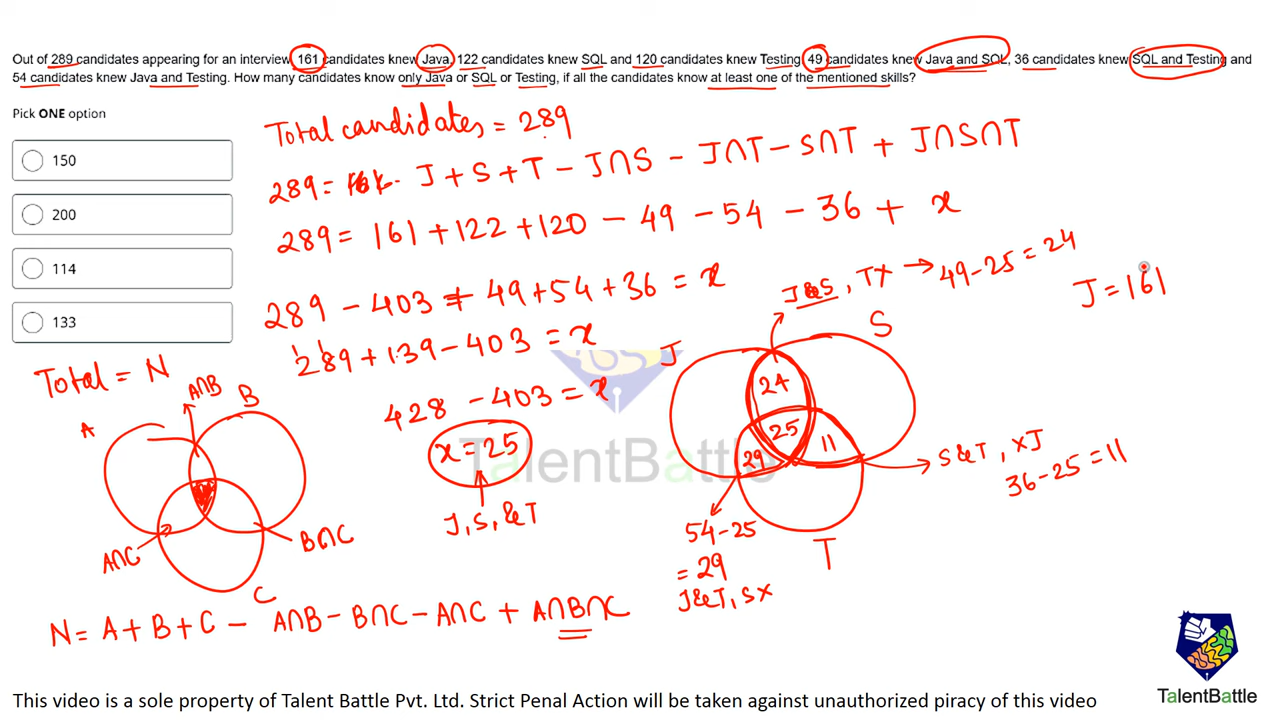 Out of 289 candidates appearing for an interview 161 candidates knew Java, 122 candidates knew SQL and 120 candidates knew Testing 49 candidates knew Java and SQL, 36 candidates knew SQL and Testing and
54 candidates knew Java and Testing. How many candidates know only Java or SQL or Testing, if all the candidates know at least one of the mentioned skills?
Pick ONE option
150
200
114
133
Total candidates = 289
289 = J + S + T - J∩S - J∩T - S∩T + J∩S∩T
289 = 161 + 122 + 120 - 49 - 54 - 36 + x
289 - 403 + 49 + 54 + 36 = x
289 + 139 - 403 = x
428 - 403 = x
x = 25
J, S, & T
Total = N
A∩B
A
B
A∩C
B∩C
C
N = A + B + C - A∩B - B∩C - A∩C + A∩B∩C
J & S, T× → 49 - 25 = 24
J = 161
J
S
24
25
11
29
S & T, ×J
36 - 25 = 11
54 - 25
= 29
J & T, S×
T
TalentBattle
TalentBattle
This video is a sole property of Talent Battle Pvt. Ltd. Strict Penal Action will be taken against unauthorized piracy of this video